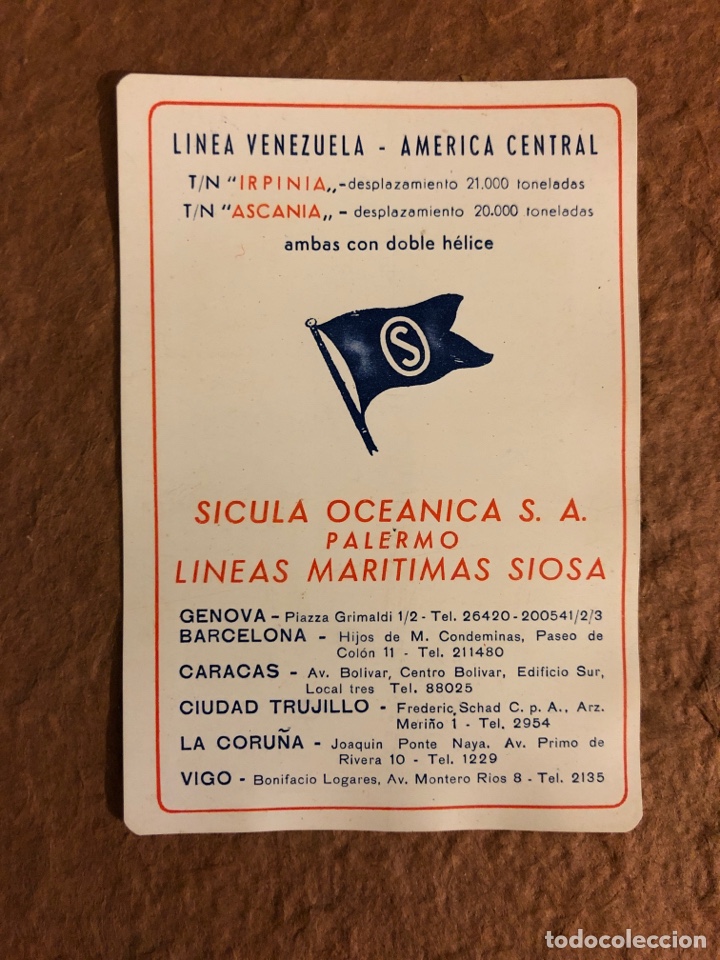 LINEA VENEZUELA - AMERICA CENTRAL
T/N "IRPINIA„ - desplazamiento 21.000 toneladas
T/N "ASCANIA„ - desplazamiento 20.000 toneladas
ambas con doble hélice
S
SICULA OCEANICA S. A.
PALERMO
LINEAS MARITIMAS SIOSA
GENOVA - Piazza Grimaldi 1/2 - Tel. 26420 - 200541/2/3
BARCELONA - Hijos de M. Condeminas, Paseo de
Colón 11 - Tel. 211480
CARACAS - Av. Bolivar, Centro Bolivar, Edificio Sur,
Local tres Tel. 88025
CIUDAD TRUJILLO - Frederic Schad C. p. A., Arz.
Meriño 1 - Tel. 2954
LA CORUÑA - Joaquin Ponte Naya. Av. Primo de
Rivera 10 - Tel. 1229
VIGO - Bonifacio Logares, Av. Montero Rios 8 - Tel. 2135
todocoleccion